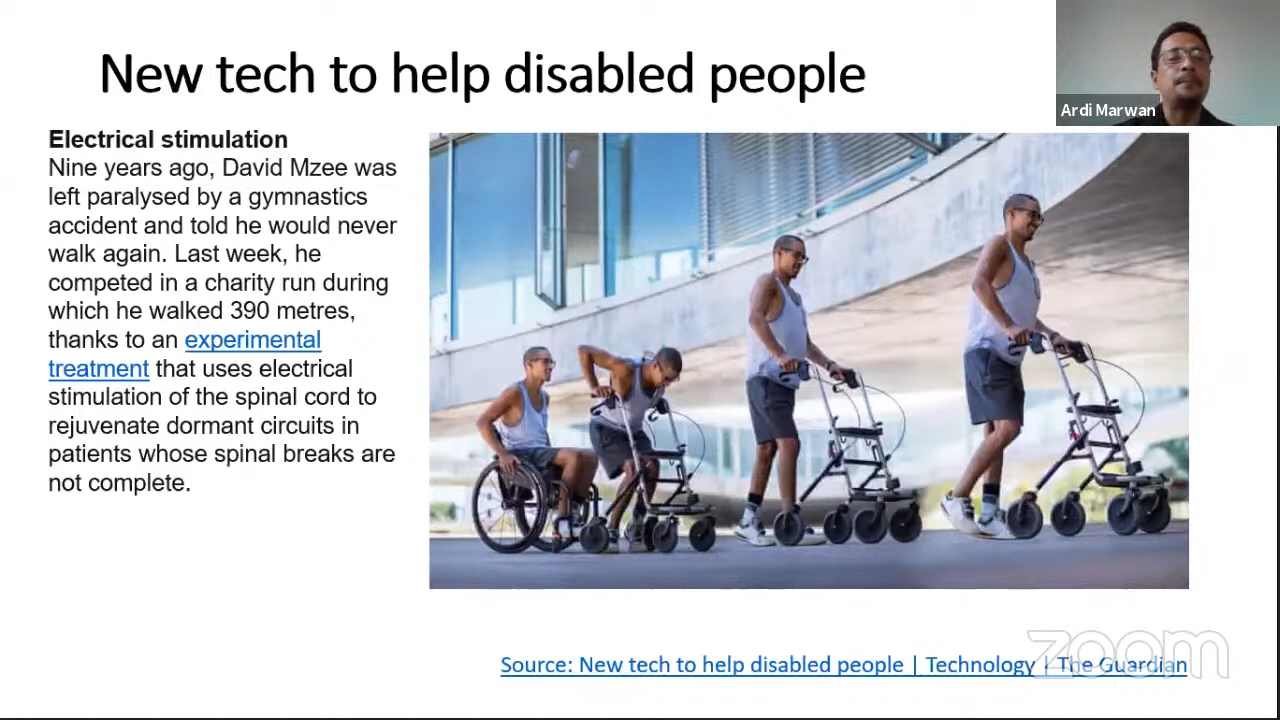 New tech to help disabled people
Ardi Marwan
Electrical stimulation
Nine years ago, David Mzee was
left paralysed by a gymnastics
accident and told he would never
walk again. Last week, he
competed in a charity run during
which he walked 390 metres,
thanks to an experimental
treatment that uses electrical
stimulation of the spinal cord to
rejuvenate dormant circuits in
patients whose spinal breaks are
not complete.
Source: New tech to help disabled people | Technology | The Guardian
zoom